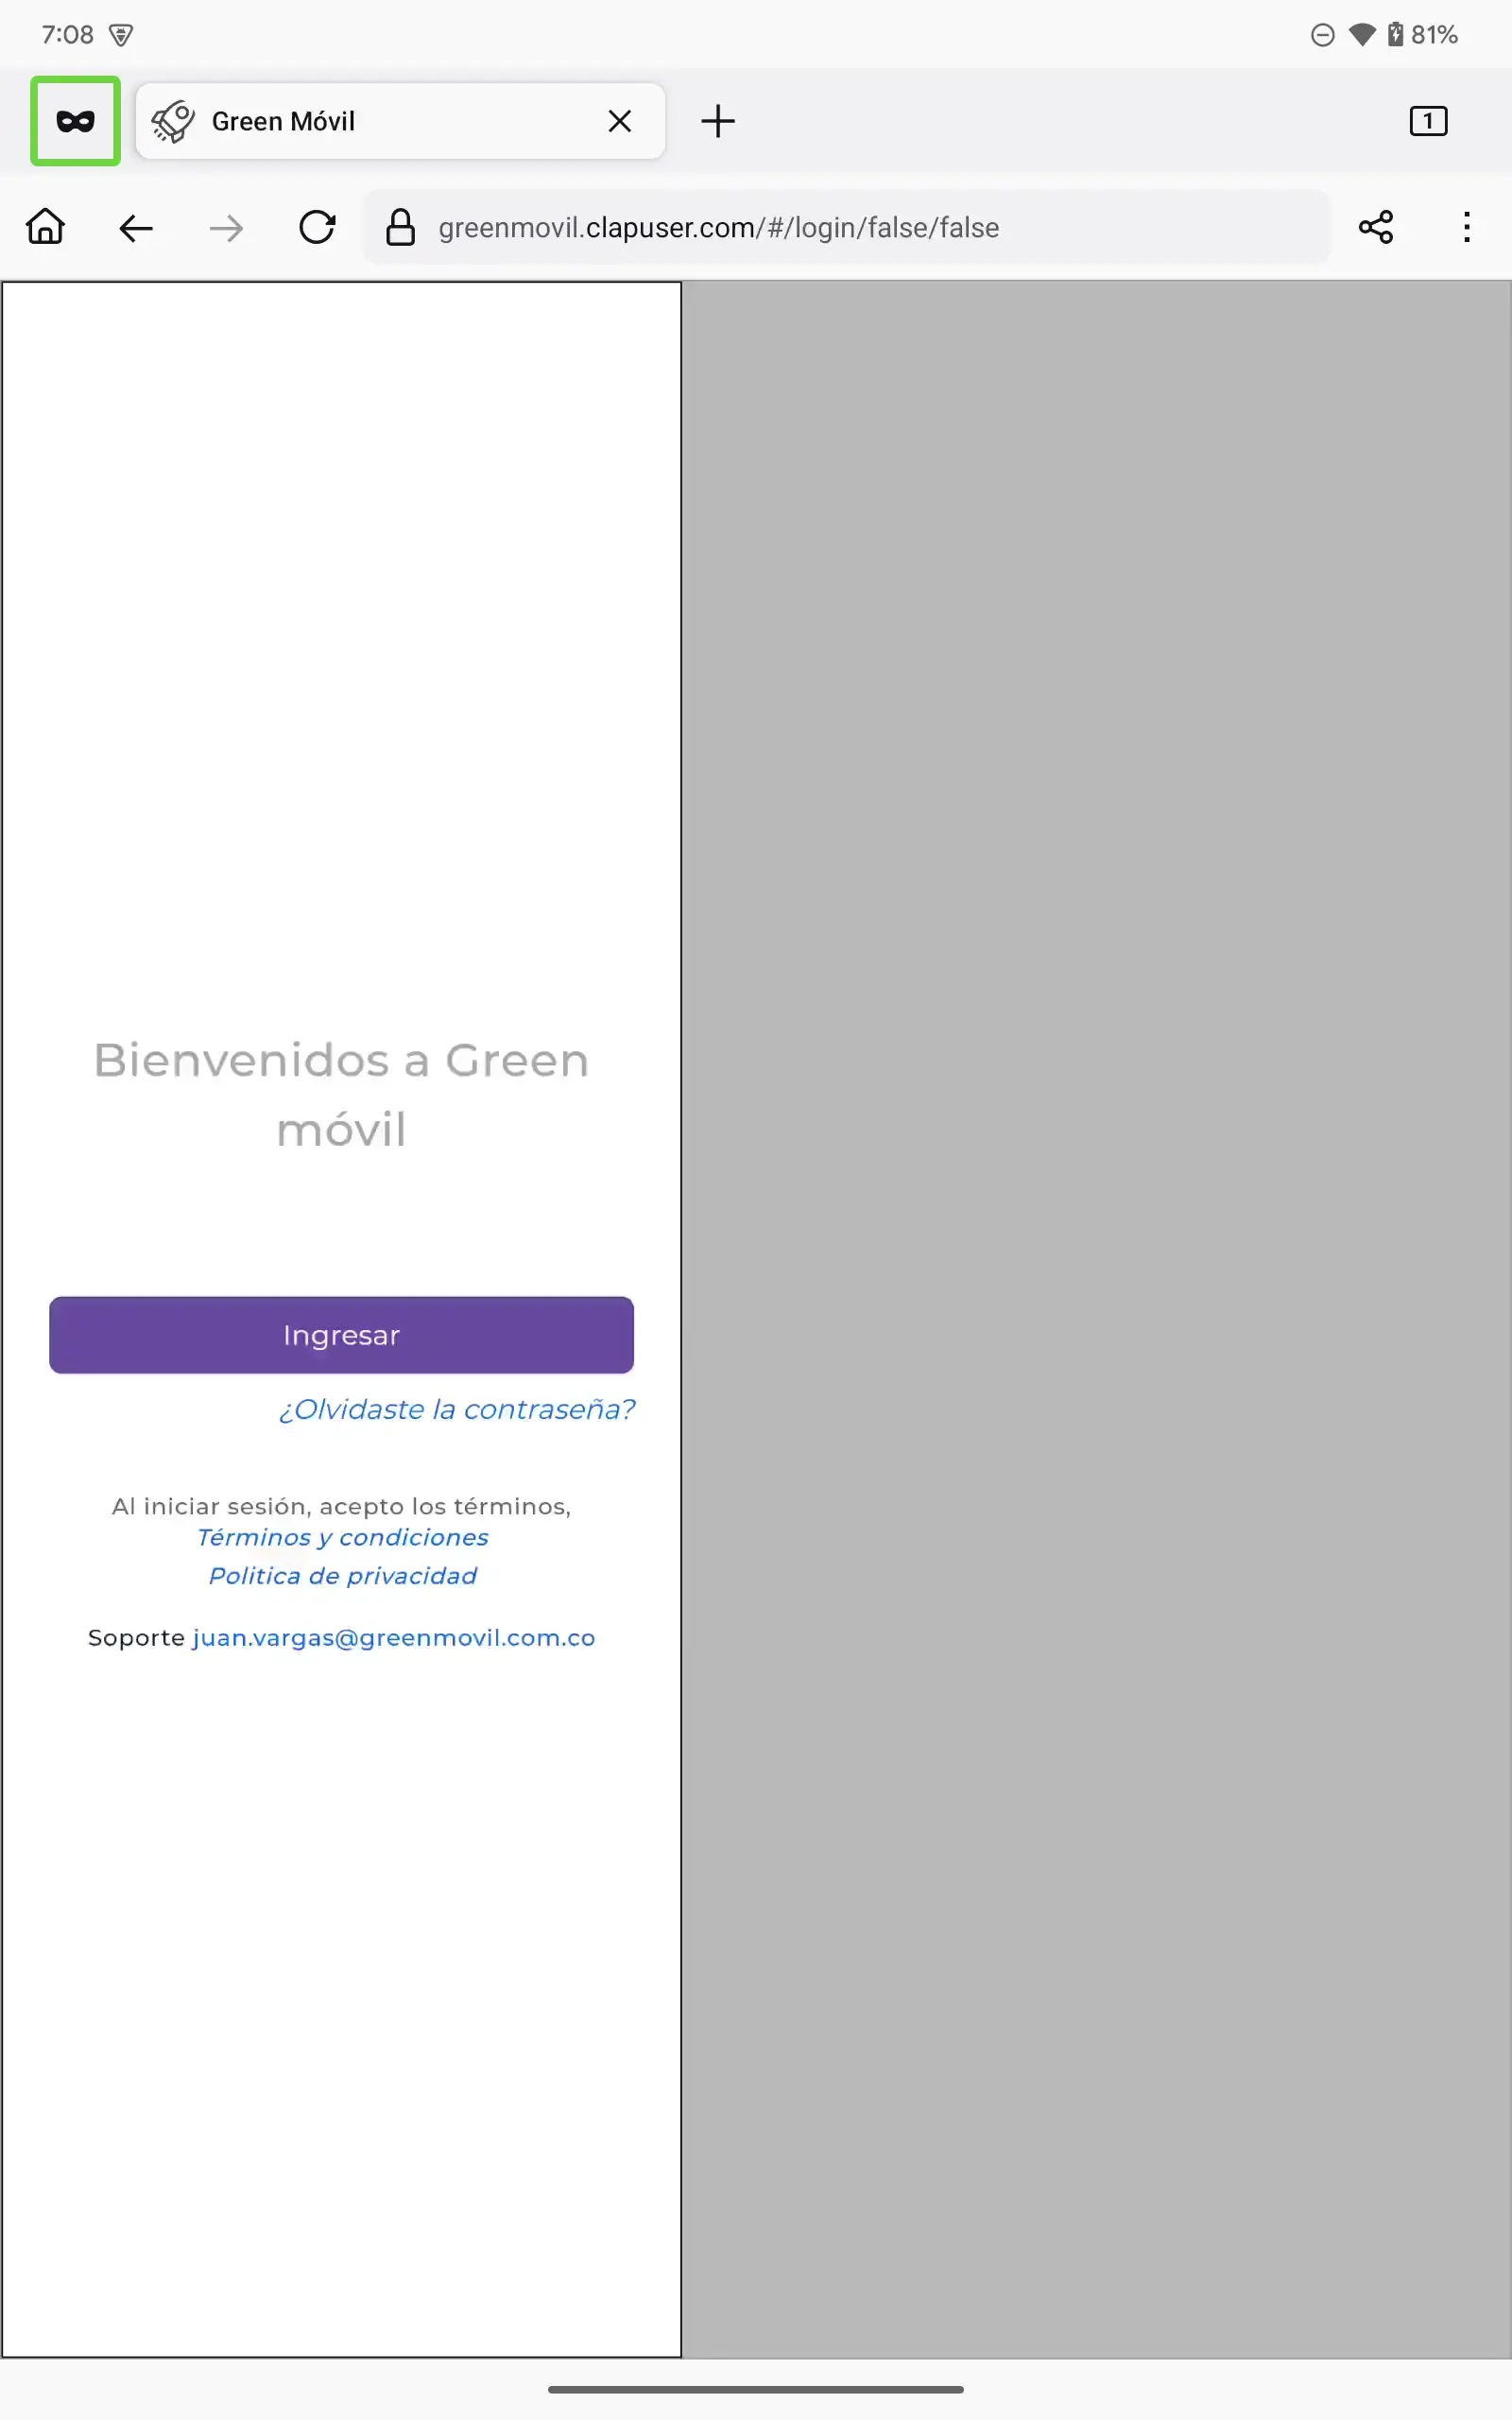 7:08
81%
Green Móvil
1
greenmovil.clapuser.com/#/login/false/false
Bienvenidos a Green
móvil
Ingresar
¿Olvidaste la contraseña?
Al iniciar sesión, acepto los términos,
Términos y condiciones
Politica de privacidad
Soporte juan.vargas@greenmovil.com.co